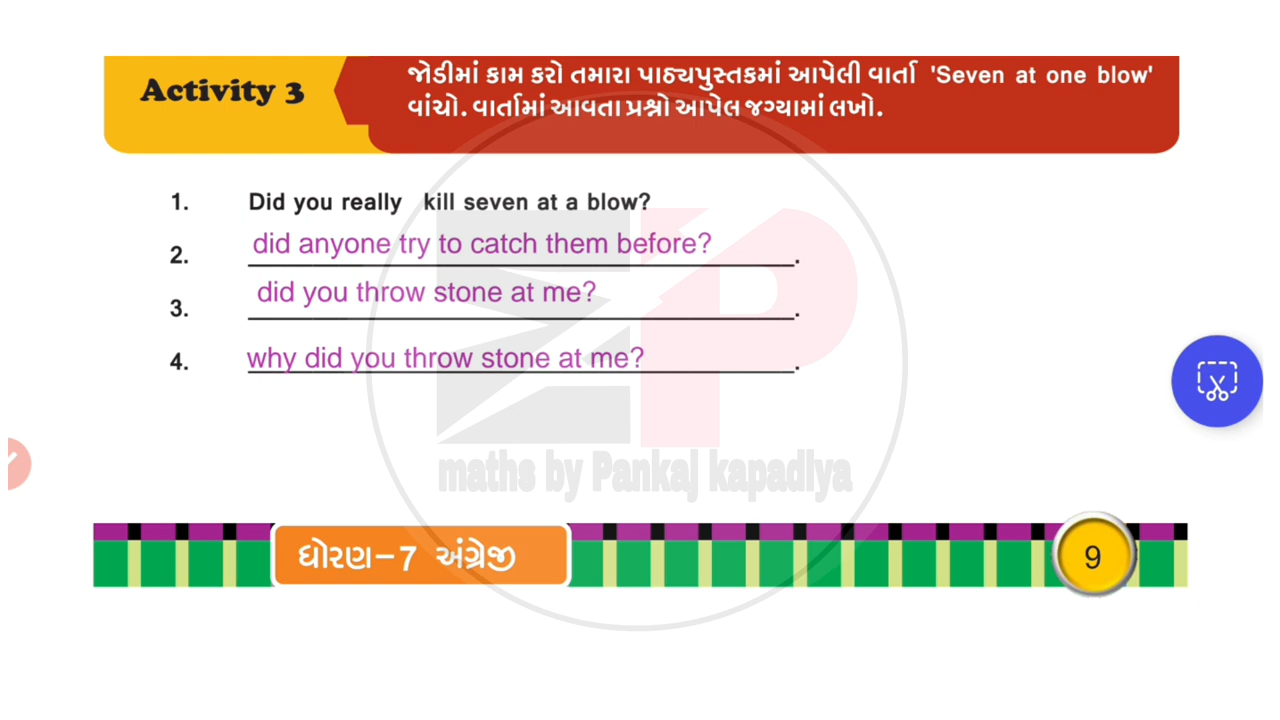 Activity 3
જોડીમાં કામ કરો તમારા પાઠ્યપુસ્તકમાં આપેલી વાર્તા 'Seven at one blow'
વાંચો. વાર્તામાં આવતા પ્રશ્નો આપેલ જગ્યામાં લખો.
1. Did you really kill seven at a blow?
2. did anyone try to catch them before? .
3. did you throw stone at me? .
4. why did you throw stone at me? .
maths by Pankaj kapadiya
ધોરણ-7 અંગ્રેજી
9